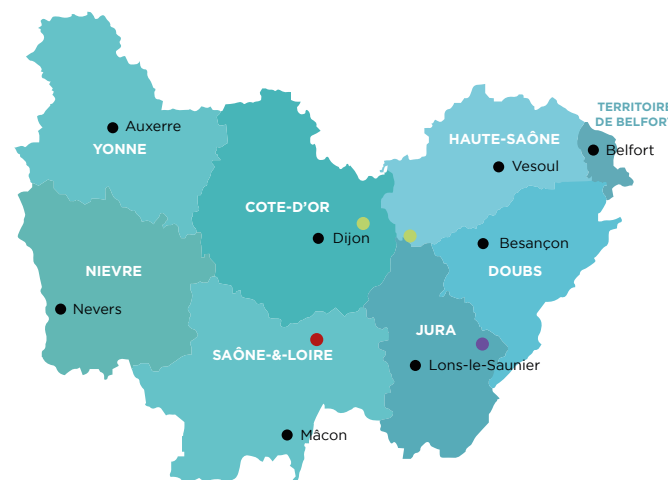 TERRITOIRE
DE BELFORT
Auxerre
YONNE
HAUTE-SAÔNE
Belfort
Vesoul
COTE-D'OR
Dijon
Besançon
NIEVRE
DOUBS
Nevers
JURA
SAÔNE-&-LOIRE
Lons-le-Saunier
Mâcon